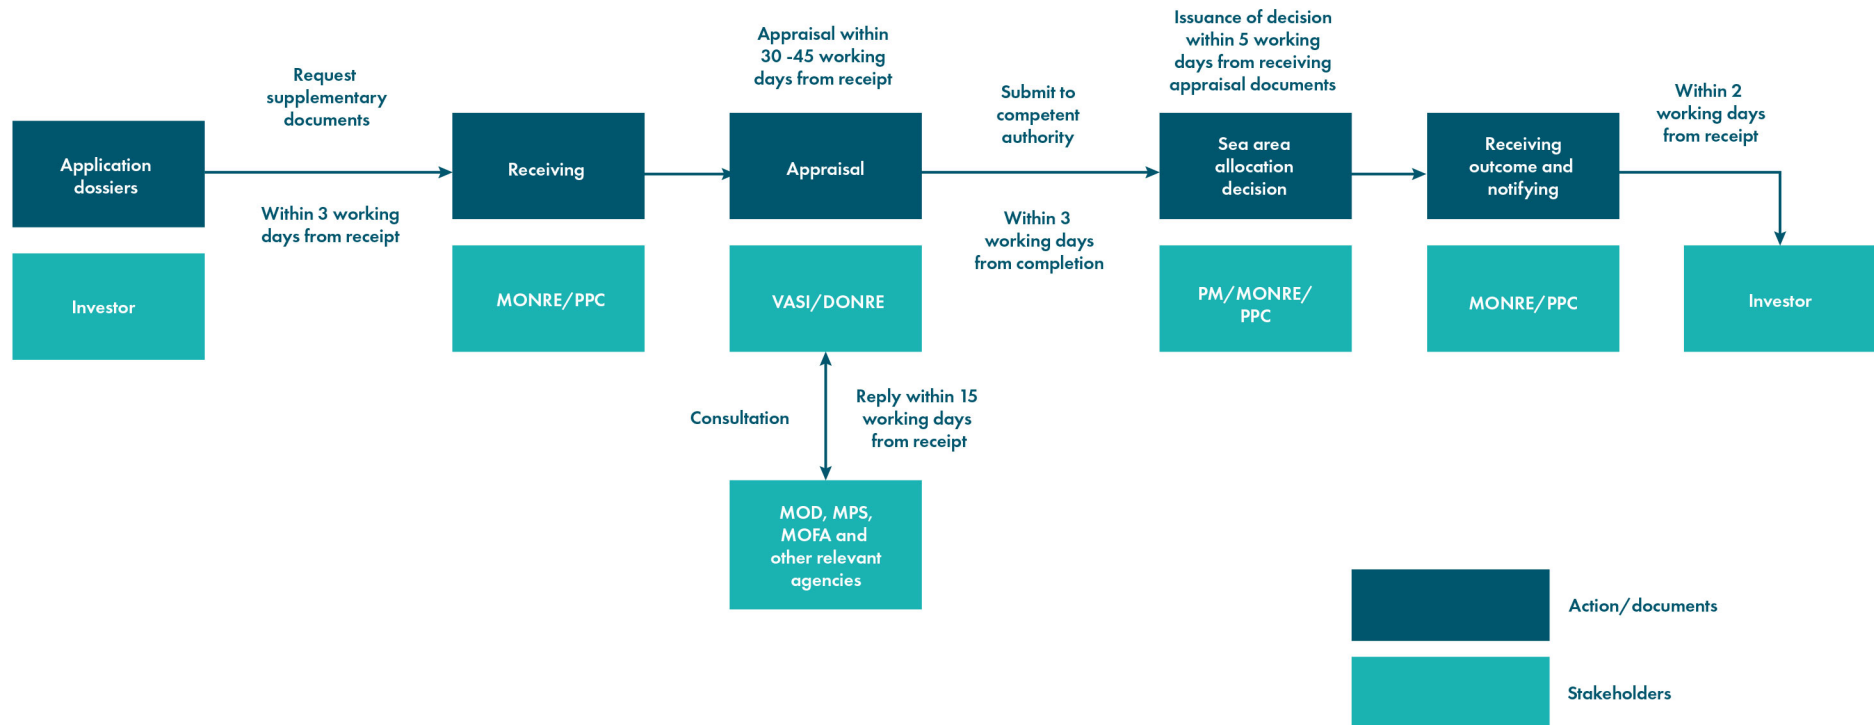 Application
dossiers
Investor
Request
supplementary
documents
Within 3 working
days from receipt
Receiving
MONRE/PPC
Appraisal within
30 -45 working
days from receipt
Appraisal
VASI/DONRE
Consultation
Reply within 15
working days
from receipt
MOD, MPS,
MOFA and
other relevant
agencies
Submit to
competent
authority
Within 3
working days
from completion
Issuance of decision
within 5 working
days from receiving
appraisal documents
Sea area
allocation
decision
PM/MONRE/
PPC
Receiving
outcome and
notifying
MONRE/PPC
Within 2
working days
from receipt
Investor
Action/documents
Stakeholders